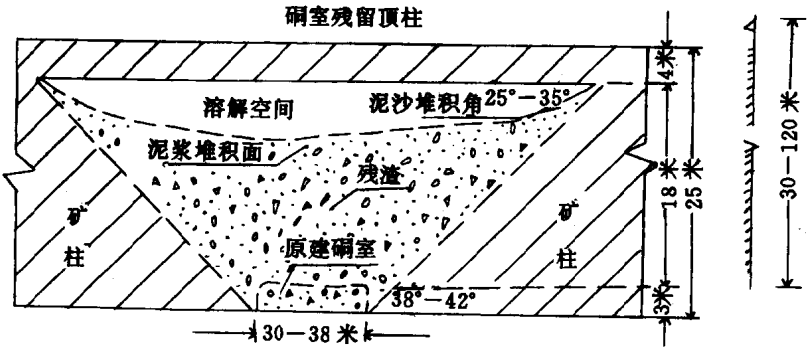 硐室残留顶柱
4米
溶解空间
泥沙堆积角25°-35°
泥浆堆积面
残渣
18米
25米
30-120米
矿柱
矿柱
原建硐室
38°-42°
3米
30-38米